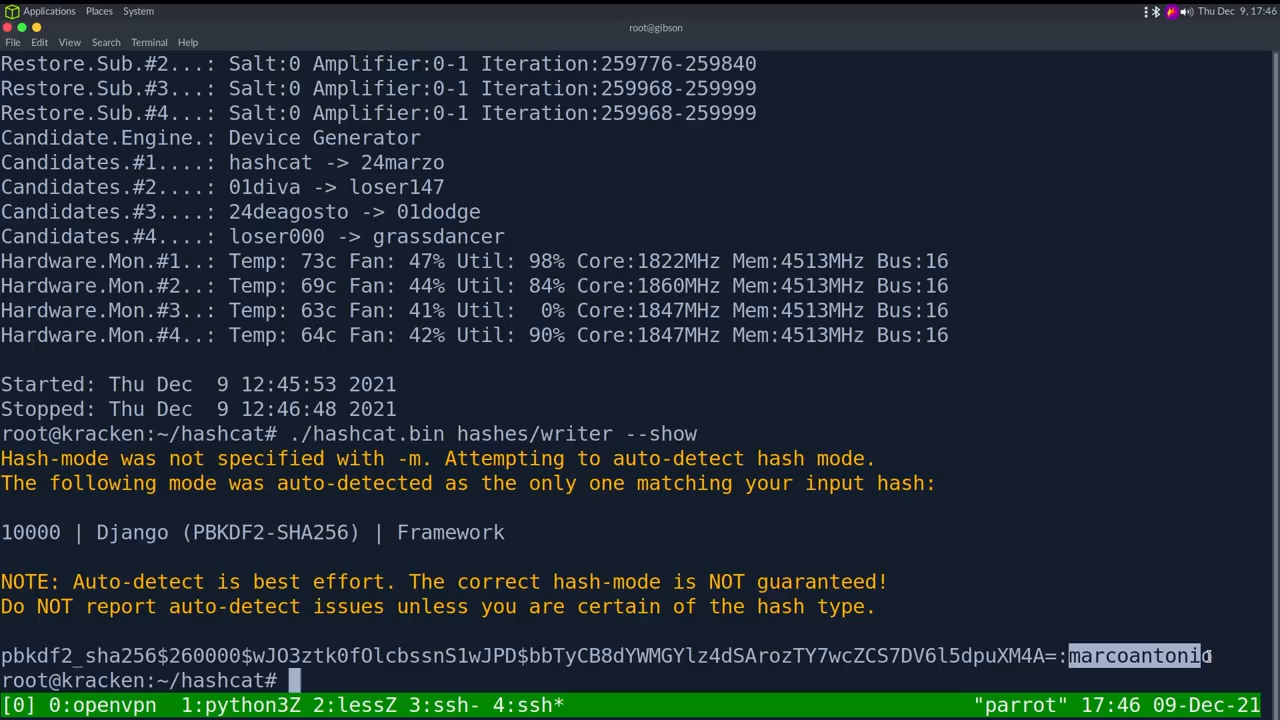 Applications Places System Thu Dec 9, 17:46
root@gibson
File Edit View Search Terminal Help
Restore.Sub.#2...: Salt:0 Amplifier:0-1 Iteration:259776-259840
Restore.Sub.#3...: Salt:0 Amplifier:0-1 Iteration:259968-259999
Restore.Sub.#4...: Salt:0 Amplifier:0-1 Iteration:259968-259999
Candidate.Engine.: Device Generator
Candidates.#1....: hashcat -> 24marzo
Candidates.#2....: 01diva -> loser147
Candidates.#3....: 24deagosto -> 01dodge
Candidates.#4....: loser000 -> grassdancer
Hardware.Mon.#1..: Temp: 73c Fan: 47% Util: 98% Core:1822MHz Mem:4513MHz Bus:16
Hardware.Mon.#2..: Temp: 69c Fan: 44% Util: 84% Core:1860MHz Mem:4513MHz Bus:16
Hardware.Mon.#3..: Temp: 63c Fan: 41% Util:  0% Core:1847MHz Mem:4513MHz Bus:16
Hardware.Mon.#4..: Temp: 64c Fan: 42% Util: 90% Core:1847MHz Mem:4513MHz Bus:16
Started: Thu Dec  9 12:45:53 2021
Stopped: Thu Dec  9 12:46:48 2021
root@kracken:~/hashcat# ./hashcat.bin hashes/writer --show
Hash-mode was not specified with -m. Attempting to auto-detect hash mode.
The following mode was auto-detected as the only one matching your input hash:
10000 | Django (PBKDF2-SHA256) | Framework
NOTE: Auto-detect is best effort. The correct hash-mode is NOT guaranteed!
Do NOT report auto-detect issues unless you are certain of the hash type.
pbkdf2_sha256$260000$wJO3ztk0fOlcbssnS1wJPD$bbTyCB8dYWMGYlz4dSArozTY7wcZCS7DV6l5dpuXM4A=:marcoantonio
root@kracken:~/hashcat#
[0] 0:openvpn  1:python3Z 2:lessZ 3:ssh- 4:ssh* "parrot" 17:46 09-Dec-21